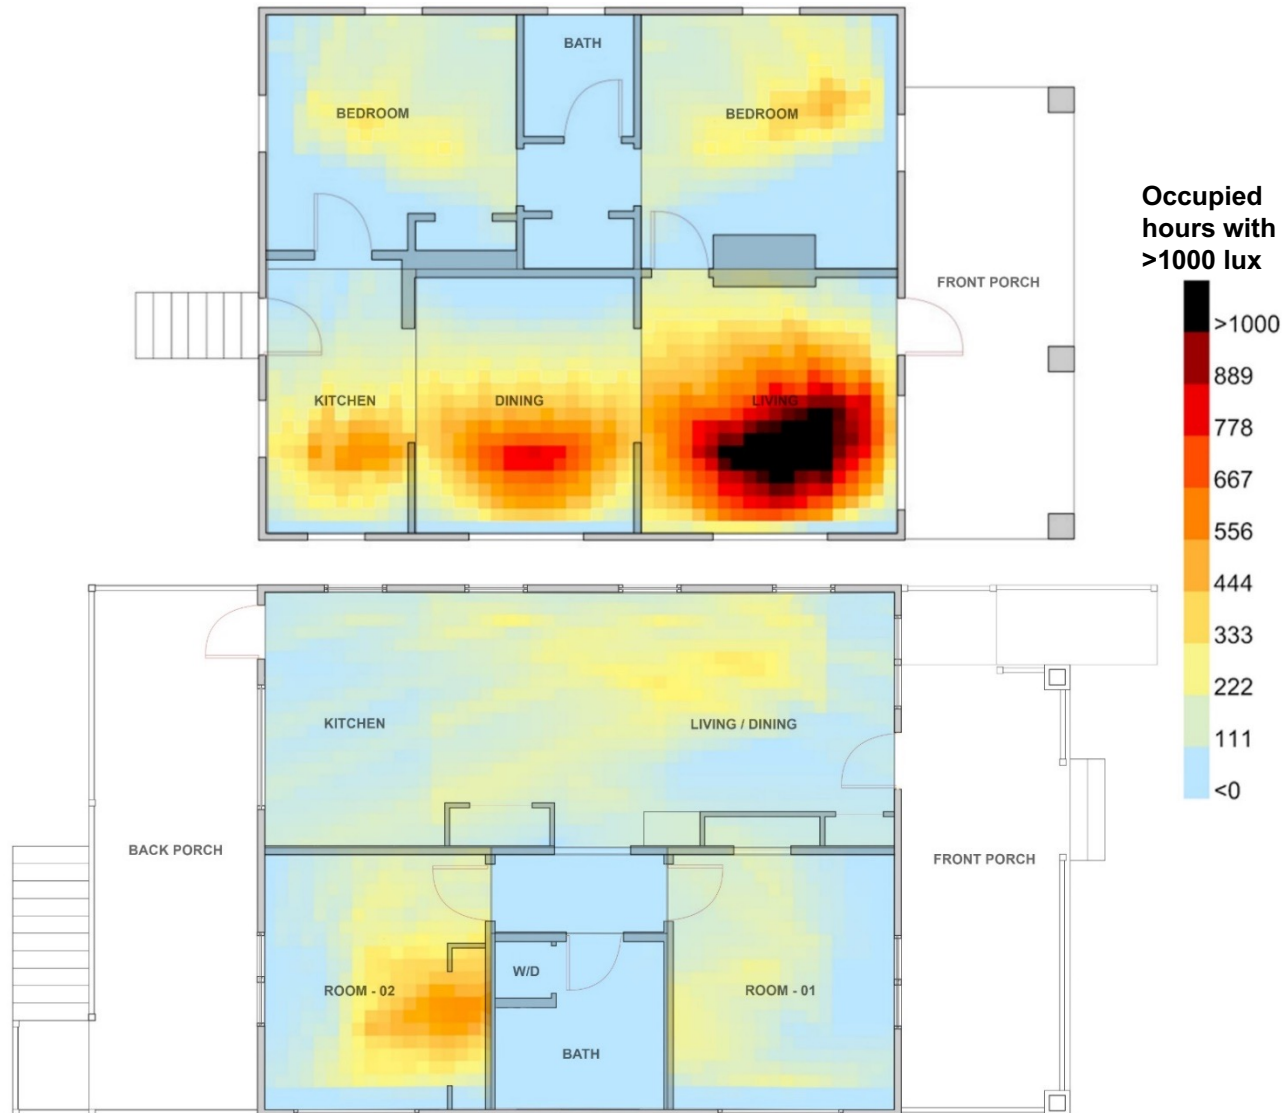 BATH
BEDROOM
BEDROOM
Occupied
hours with
>1000 lux
FRONT PORCH
>1000
889
KITCHEN
DINING
LIVING
778
667
556
444
333
222
111
<0
KITCHEN
LIVING / DINING
BACK PORCH
FRONT PORCH
W/D
ROOM - 02
ROOM - 01
BATH